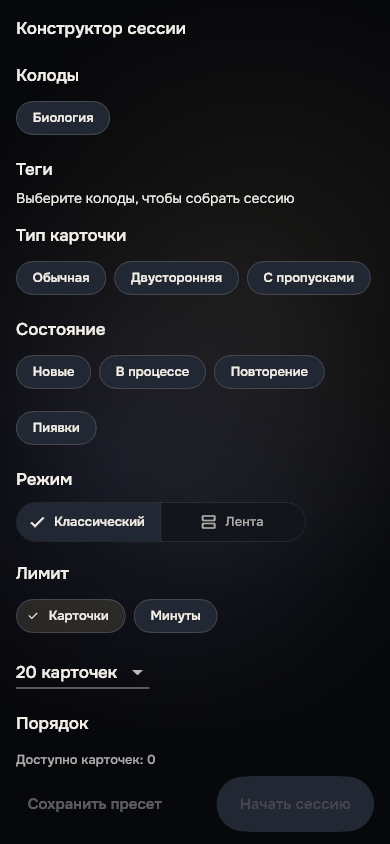 Конструктор сессии
Колоды
Биология
Теги
Выберите колоды, чтобы собрать сессию
Тип карточки
Обычная Двусторонняя С пропусками
Состояние
Новые В процессе Повторение
Пиявки
Режим
Классический Лента
Лимит
Карточки Минуты
20 карточек
Порядок
Доступно карточек: 0
Сохранить пресет Начать сессию